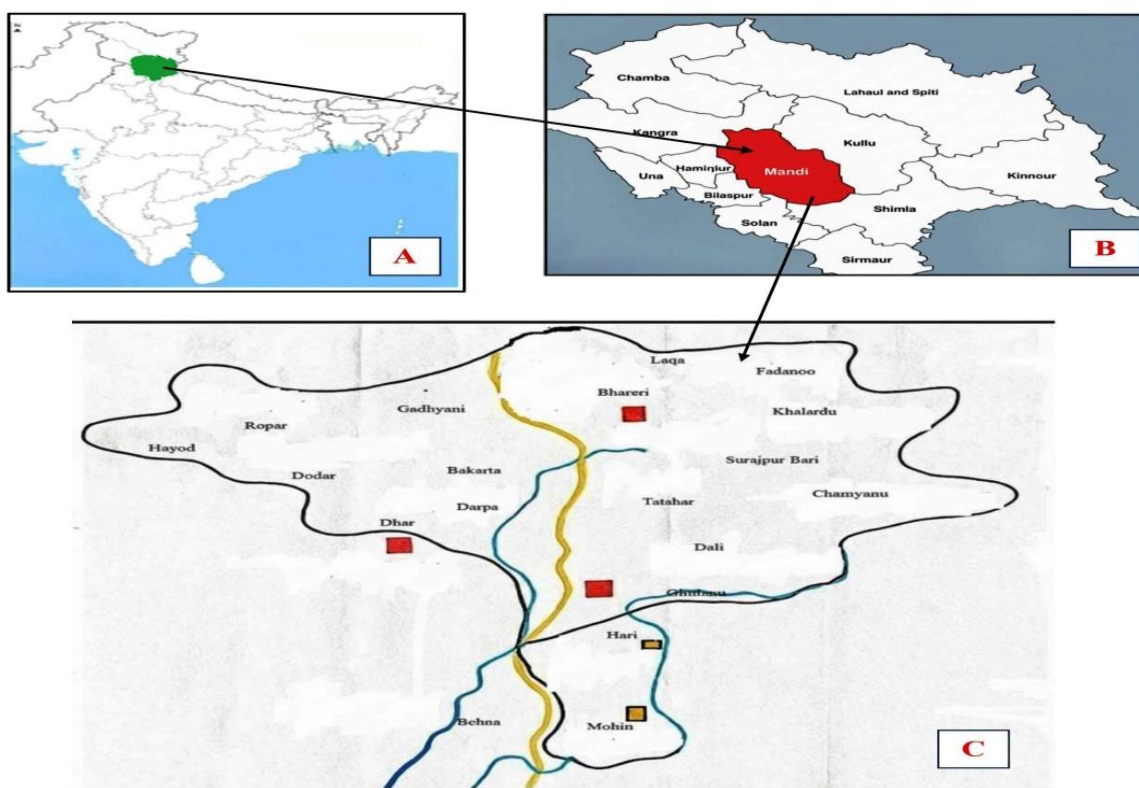 A
Chamba
Lahaul and Spiti
Kangra
Kullu
Hamirpur
Mandi
Una
Kinnour
Bilaspur
Shimla
Solan
Sirmaur
B
Laqa
Fadanoo
Bhareri
Gadhyani
Khalardu
Ropar
Hayod
Surajpur Bari
Bakarta
Dodar
Chamyanu
Tatahar
Darpa
Dhar
Dali
Ghulanu
Hari
Behna
Mohin
C